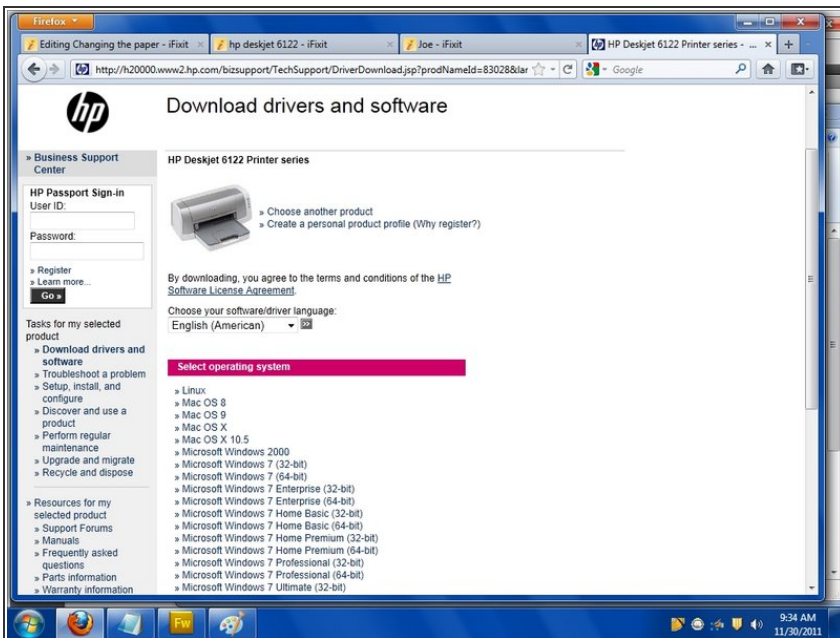 Firefox
Editing Changing the paper - iFixit
hp deskjet 6122 - iFixit
Joe - iFixit
HP Deskjet 6122 Printer series - ...
http://h20000.www2.hp.com/bizsupport/TechSupport/DriverDownload.jsp?prodNameId=83028&lar
Google
hp
Download drivers and software
» Business Support
Center
HP Passport Sign-in
User ID:
Password:
» Register
» Learn more...
Go »
Tasks for my selected
product
» Download drivers and
software
» Troubleshoot a problem
» Setup, install, and
configure
» Discover and use a
product
» Perform regular
maintenance
» Upgrade and migrate
» Recycle and dispose
» Resources for my
selected product
» Support Forums
» Manuals
» Frequently asked
questions
» Parts information
» Warranty information
HP Deskjet 6122 Printer series
» Choose another product
» Create a personal product profile (Why register?)
By downloading, you agree to the terms and conditions of the HP
Software License Agreement.
Choose your software/driver language:
English (American)
Select operating system
» Linux
» Mac OS 8
» Mac OS 9
» Mac OS X
» Mac OS X 10.5
» Microsoft Windows 2000
» Microsoft Windows 7 (32-bit)
» Microsoft Windows 7 (64-bit)
» Microsoft Windows 7 Enterprise (32-bit)
» Microsoft Windows 7 Enterprise (64-bit)
» Microsoft Windows 7 Home Basic (32-bit)
» Microsoft Windows 7 Home Basic (64-bit)
» Microsoft Windows 7 Home Premium (32-bit)
» Microsoft Windows 7 Home Premium (64-bit)
» Microsoft Windows 7 Professional (32-bit)
» Microsoft Windows 7 Professional (64-bit)
» Microsoft Windows 7 Ultimate (32-bit)
Fw
9:34 AM
11/30/2011